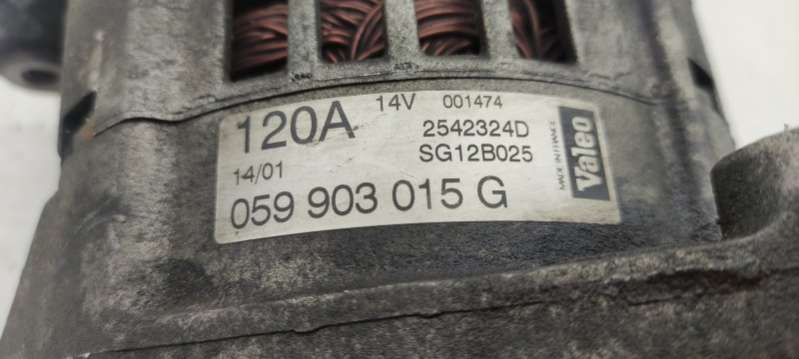 120A 14V 001474
2542324D
14/01 SG12B025
059 903 015 G
MADE IN FRANCE
Valeo